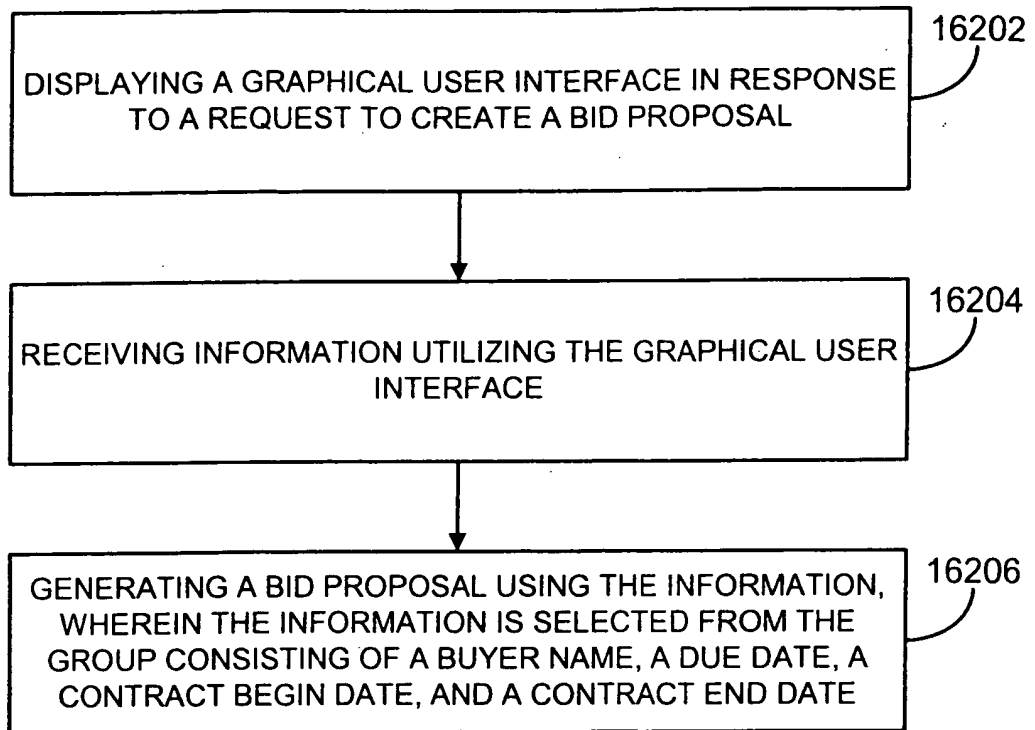 16202
DISPLAYING A GRAPHICAL USER INTERFACE IN RESPONSE
TO A REQUEST TO CREATE A BID PROPOSAL
16204
RECEIVING INFORMATION UTILIZING THE GRAPHICAL USER
INTERFACE
16206
GENERATING A BID PROPOSAL USING THE INFORMATION,
WHEREIN THE INFORMATION IS SELECTED FROM THE
GROUP CONSISTING OF A BUYER NAME, A DUE DATE, A
CONTRACT BEGIN DATE, AND A CONTRACT END DATE